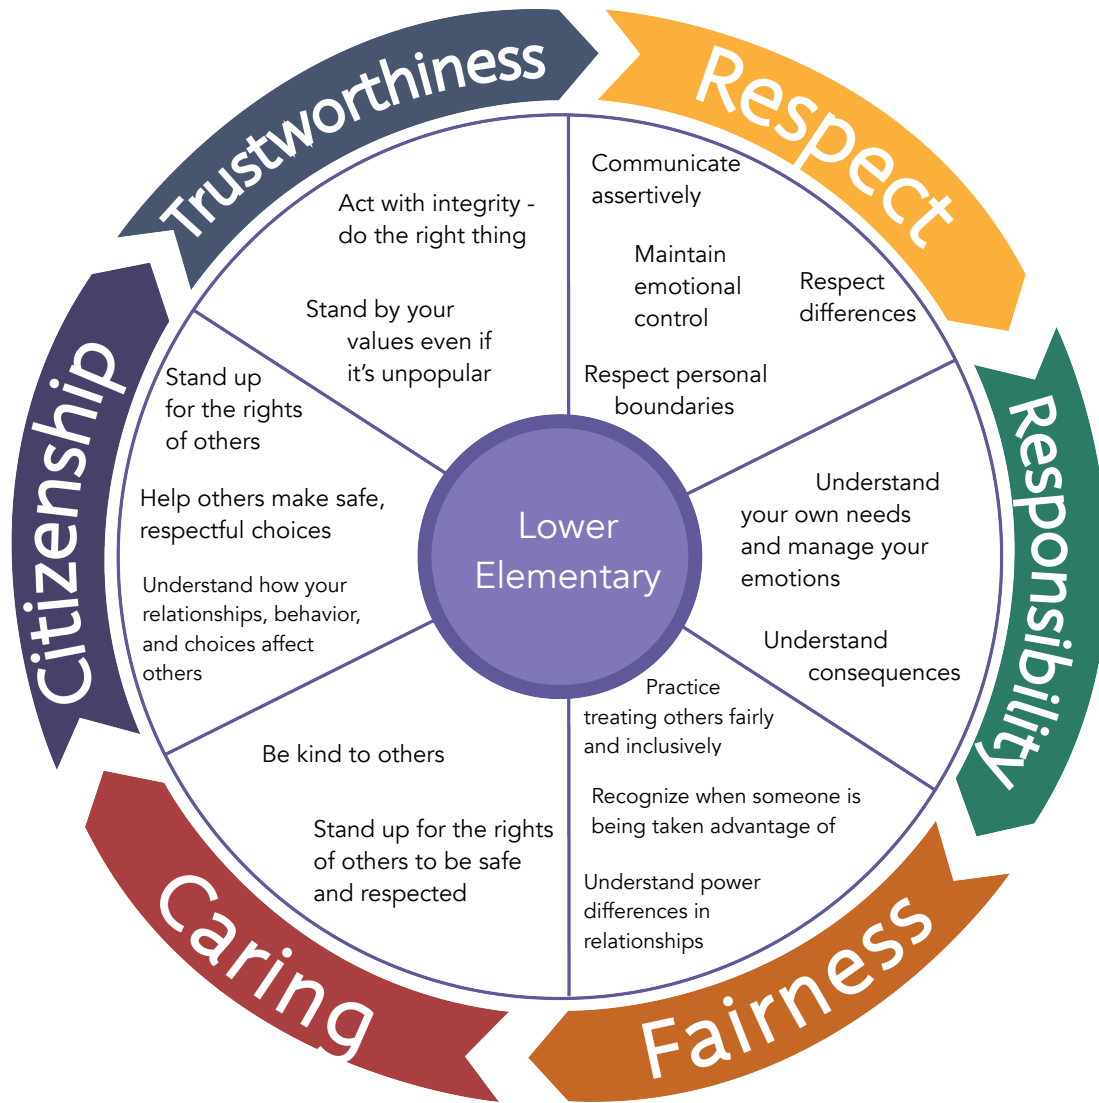 Trustworthiness
Act with integrity -
do the right thing
Stand by your
values even if
it’s unpopular
Respect
Communicate
assertively
Maintain
emotional
control
Respect
differences
Respect personal
boundaries
Responsibility
Understand
your own needs
and manage your
emotions
Understand
consequences
Fairness
Practice
treating others fairly
and inclusively
Recognize when someone is
being taken advantage of
Understand power
differences in
relationships
Caring
Be kind to others
Stand up for the rights
of others to be safe
and respected
Citizenship
Stand up
for the rights
of others
Help others make safe,
respectful choices
Understand how your
relationships, behavior,
and choices affect
others
Lower
Elementary